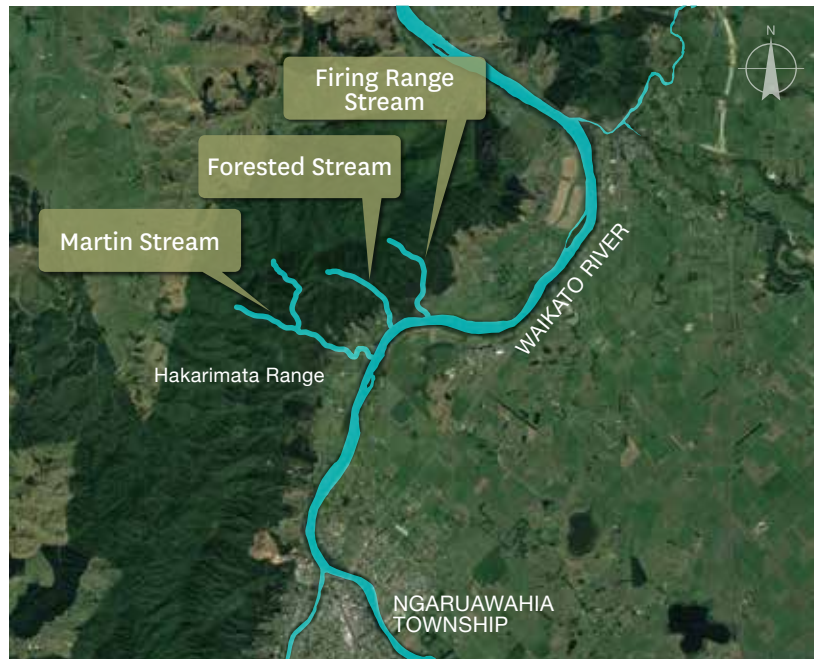 N
Firing Range
Stream
Forested Stream
Martin Stream
WAIKATO RIVER
Hakarimata Range
NGARUAWAHIA
TOWNSHIP